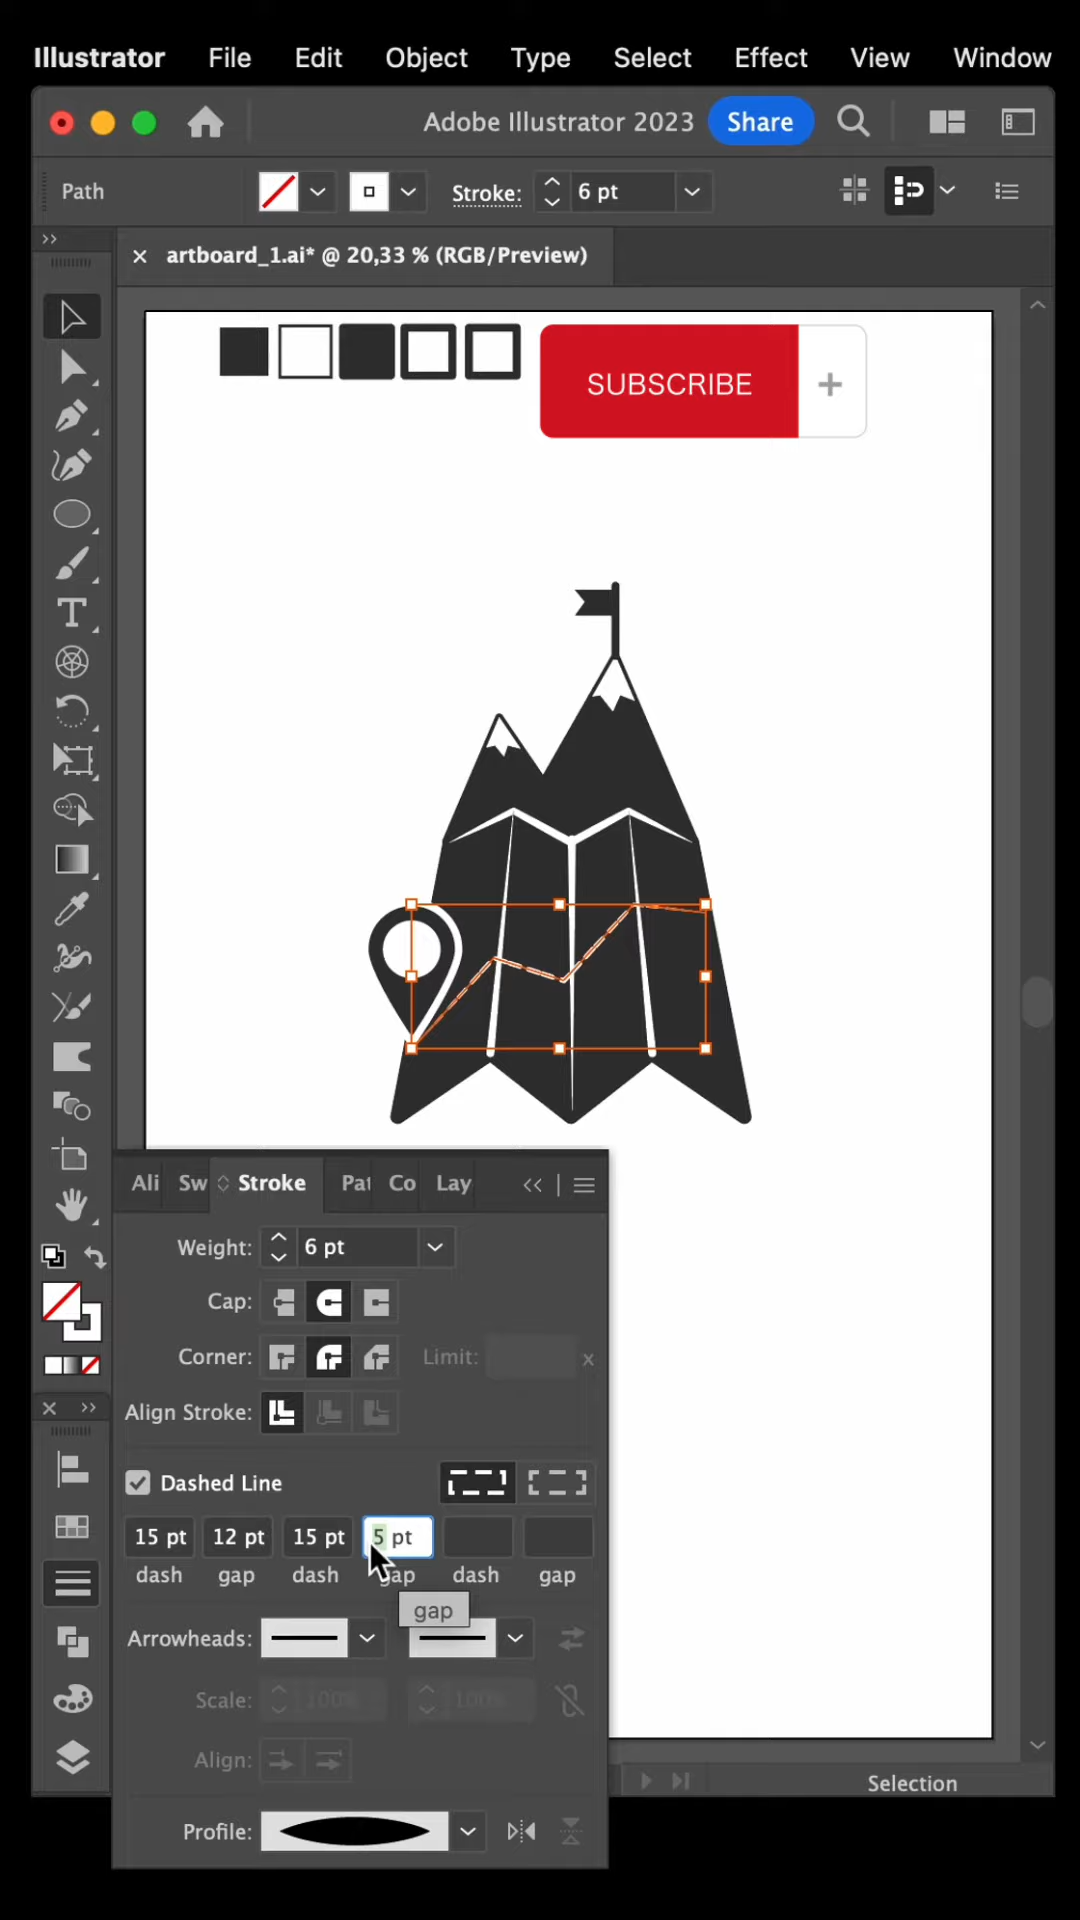 Illustrator File Edit Object Type Select Effect View Window
Adobe Illustrator 2023 Share
Path Stroke: 6 pt
artboard_1.ai* @ 20,33 % (RGB/Preview)
SUBSCRIBE +
Ali Sw Stroke Pat Co Lay
Weight: 6 pt
Cap:
Corner: Limit: x
Align Stroke:
Dashed Line
15 pt 12 pt 15 pt 5 pt
dash gap dash gap dash gap
gap
Arrowheads:
Scale: 100% 100%
Align:
Selection
Profile: